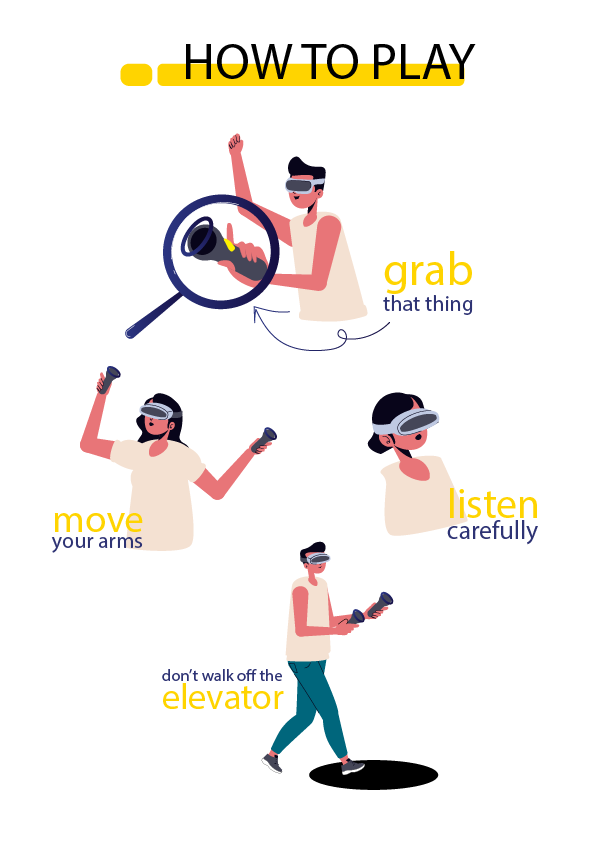 HOW TO PLAY
grab
that thing
move
your arms
listen
carefully
don't walk off the
elevator